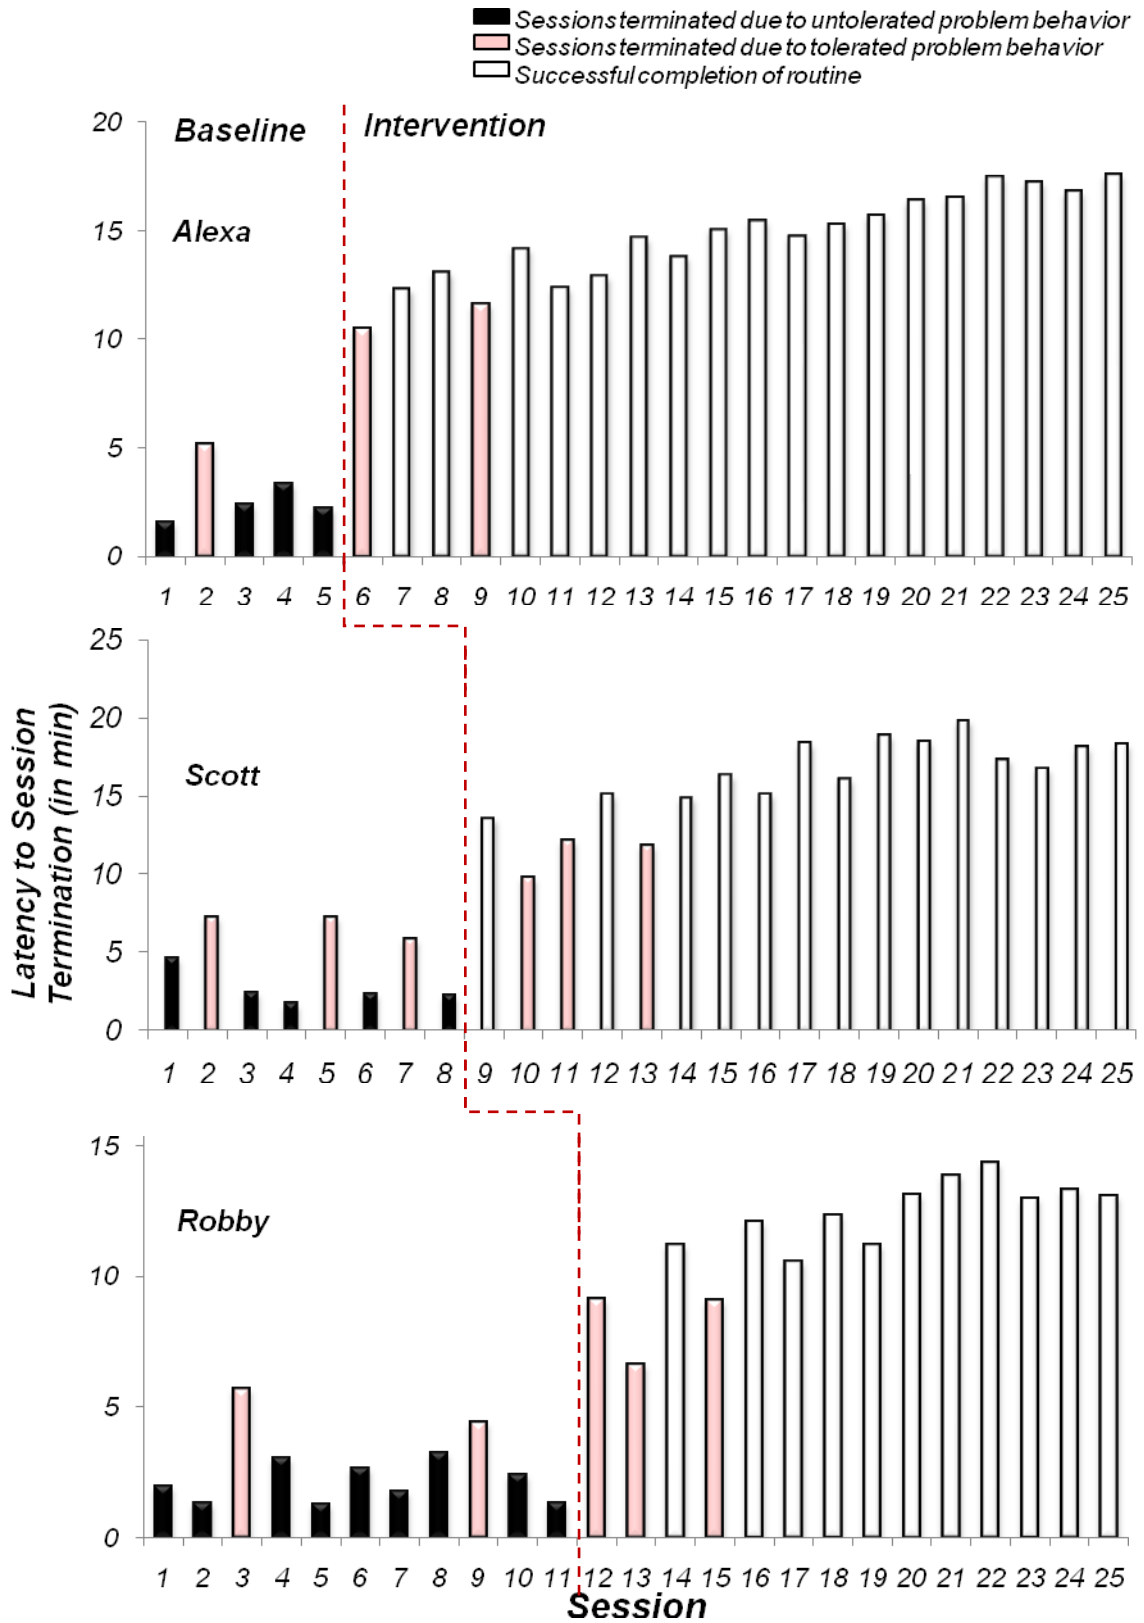 Sessions terminated due to untolerated problem behavior
Sessions terminated due to tolerated problem behavior
Successful completion of routine
Baseline
Intervention
Alexa
20
15
10
5
0
1 2 3 4 5 6 7 8 9 10 11 12 13 14 15 16 17 18 19 20 21 22 23 24 25
Latency to Session
Termination (in min)
Scott
25
20
15
10
5
0
1 2 3 4 5 6 7 8 9 10 11 12 13 14 15 16 17 18 19 20 21 22 23 24 25
Robby
15
10
5
0
1 2 3 4 5 6 7 8 9 10 11 12 13 14 15 16 17 18 19 20 21 22 23 24 25
Session